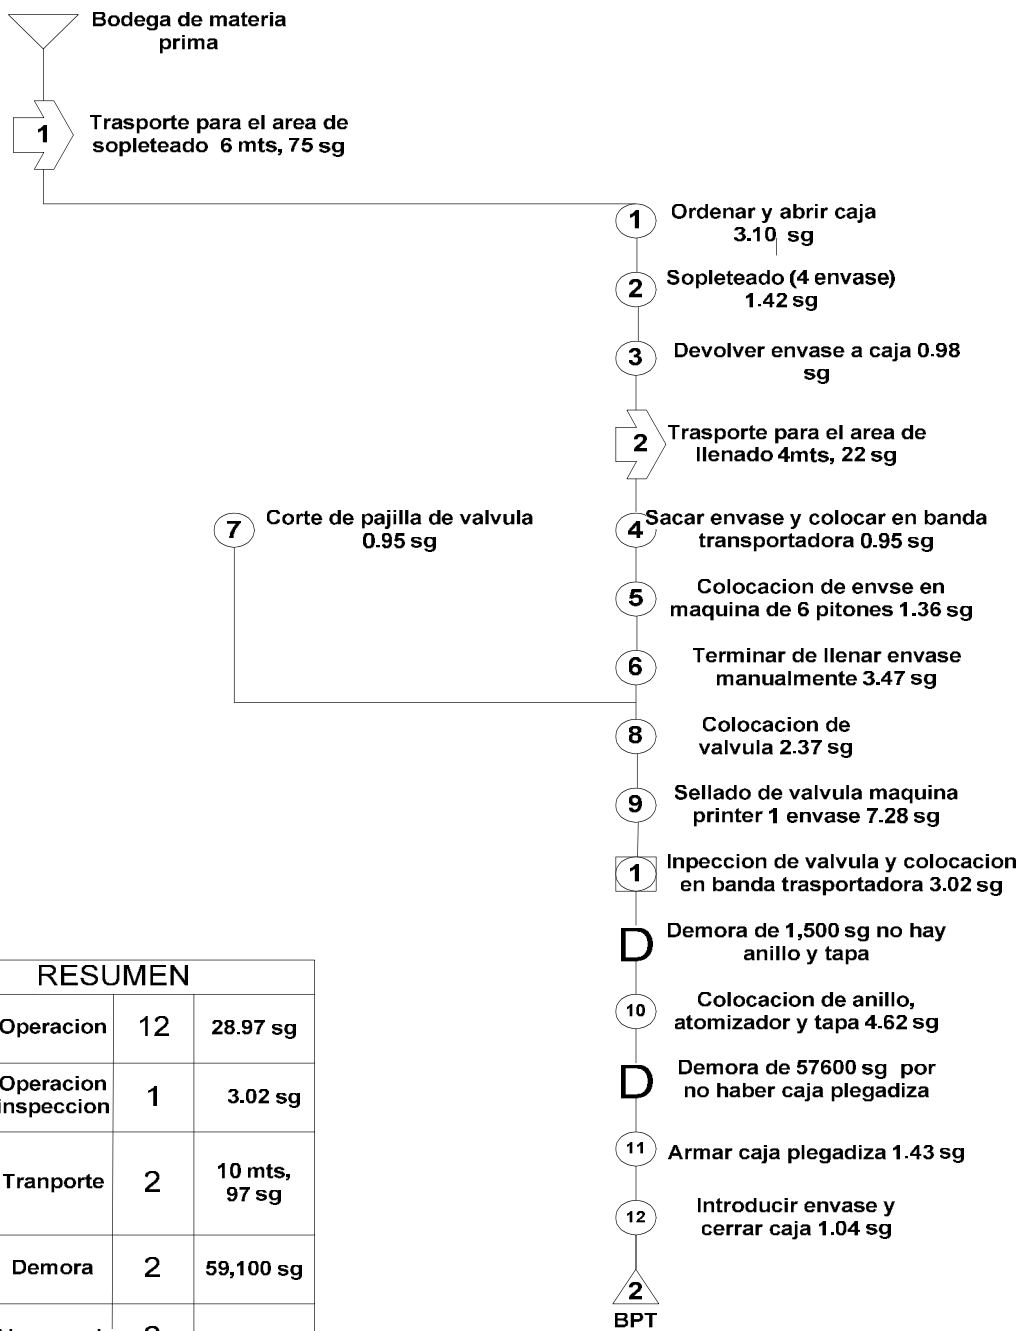 Bodega de materia
prima
1
Trasporte para el area de
sopleteado 6 mts, 75 sg
1
Ordenar y abrir caja
3.10 sg
2
Sopleteado (4 envase)
1.42 sg
3
Devolver envase a caja 0.98
sg
2
Trasporte para el area de
llenado 4mts, 22 sg
7
Corte de pajilla de valvula
0.95 sg
4
Sacar envase y colocar en banda
transportadora 0.95 sg
5
Colocacion de envse en
maquina de 6 pitones 1.36 sg
6
Terminar de llenar envase
manualmente 3.47 sg
8
Colocacion de
valvula 2.37 sg
9
Sellado de valvula maquina
printer 1 envase 7.28 sg
1
Inpeccion de valvula y colocacion
en banda trasportadora 3.02 sg
D
Demora de 1,500 sg no hay
anillo y tapa
10
Colocacion de anillo,
atomizador y tapa 4.62 sg
D
Demora de 57600 sg por
no haber caja plegadiza
11
Armar caja plegadiza 1.43 sg
12
Introducir envase y
cerrar caja 1.04 sg
2
BPT
RESUMEN
Operacion 12 28.97 sg
Operacion
inspeccion 1 3.02 sg
Tranporte 2 10 mts,
97 sg
Demora 2 59,100 sg